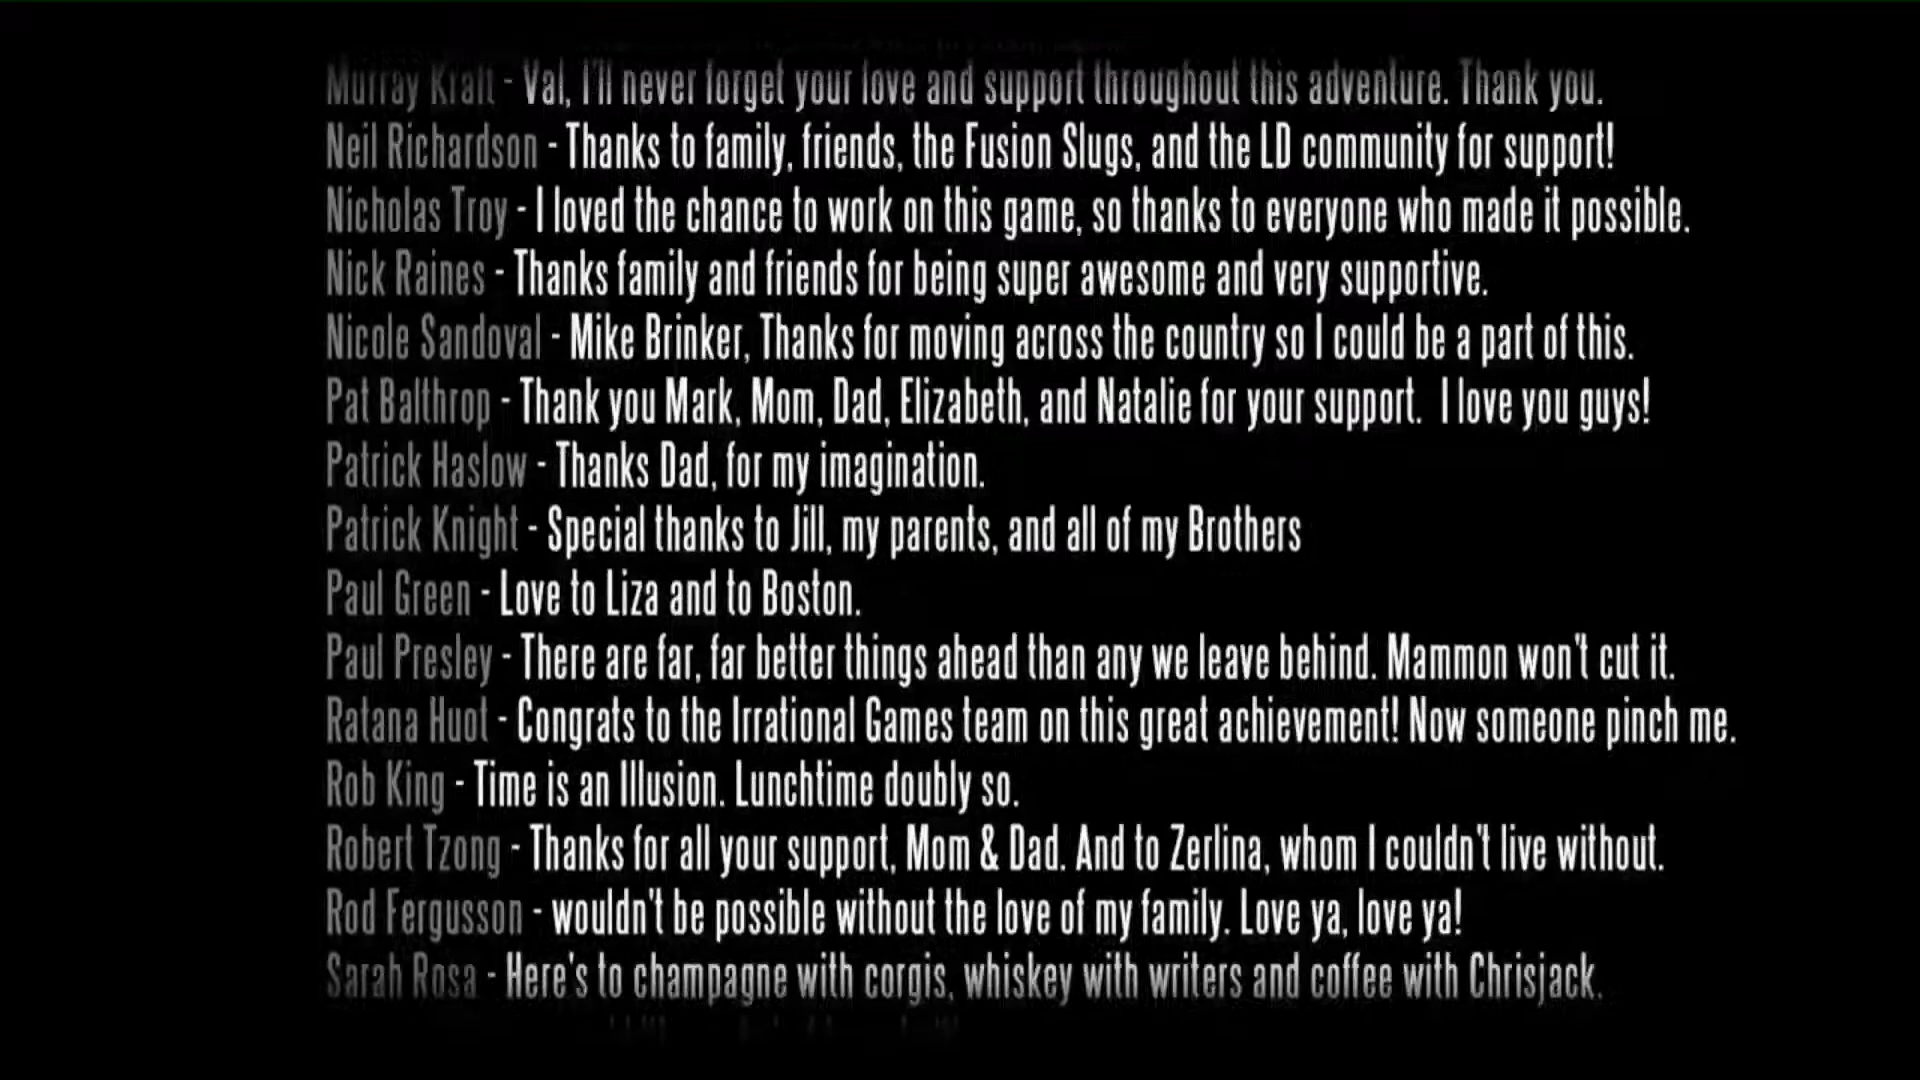 Murray Kraft - Val, I'll never forget your love and support throughout this adventure. Thank you.
Neil Richardson - Thanks to family, friends, the Fusion Slugs, and the LD community for support!
Nicholas Troy - I loved the chance to work on this game, so thanks to everyone who made it possible.
Nick Raines - Thanks family and friends for being super awesome and very supportive.
Nicole Sandoval - Mike Brinker, Thanks for moving across the country so I could be a part of this.
Pat Balthrop - Thank you Mark, Mom, Dad, Elizabeth, and Natalie for your support.  I love you guys!
Patrick Haslow - Thanks Dad, for my imagination.
Patrick Knight - Special thanks to Jill, my parents, and all of my Brothers
Paul Green - Love to Liza and to Boston.
Paul Presley - There are far, far better things ahead than any we leave behind. Mammon won't cut it.
Ratana Huot - Congrats to the Irrational Games team on this great achievement! Now someone pinch me.
Rob King - Time is an Illusion. Lunchtime doubly so.
Robert Tzong - Thanks for all your support, Mom & Dad. And to Zerlina, whom I couldn't live without.
Rod Fergusson - wouldn't be possible without the love of my family. Love ya, love ya!
Sarah Rosa - Here's to champagne with corgis, whiskey with writers and coffee with Chrisjack.